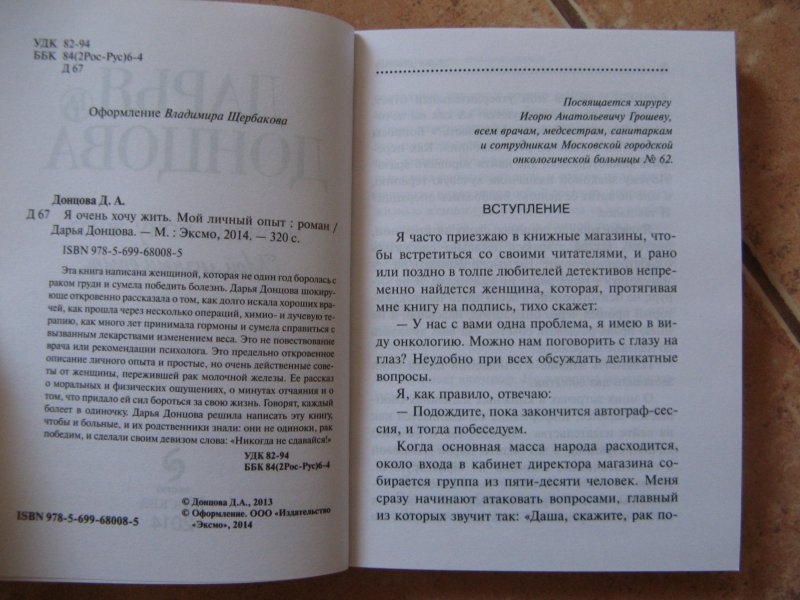 УДК 82-94
ББК 84(2Рос-Рус)6-4
Д 67
Оформление Владимира Щербакова
Донцова Д. А.
Д 67 Я очень хочу жить. Мой личный опыт : роман /
Дарья Донцова. — М. : Эксмо, 2014. — 320 с.
ISBN 978-5-699-68008-5
Эта книга написана женщиной, которая не один год боролась с
раком груди и сумела победить болезнь. Дарья Донцова шокиру-
юще откровенно рассказала о том, как долго искала хороших вра-
чей, как прошла через несколько операций, химио- и лучевую те-
рапию, как много лет принимала гормоны и сумела справиться с
вызванным лекарствами изменением веса. Это не повествование
врача или рекомендации психолога. Это предельно откровенное
описание личного опыта и простые, но очень действенные сове-
ты от женщины, пережившей рак молочной железы. Ее рассказ
о моральных и физических ощущениях, о минутах отчаяния и о
том, что придало ей сил бороться за свою жизнь. Говорят, каждый
болеет в одиночку. Дарья Донцова решила написать эту книгу,
чтобы и больные, и их родственники знали: они не одиноки, рак
победим, и сделали своим девизом слова: «Никогда не сдавайся!»
УДК 82-94
ББК 84(2Рос-Рус)6-4
© Донцова Д.А., 2013
© Оформление. ООО «Издательство
ISBN 978-5-699-68008-5 «Эксмо», 2014
Посвящается хирургу
Игорю Анатольевичу Грошеву,
всем врачам, медсестрам, санитаркам
и сотрудникам Московской городской
онкологической больницы № 62.
ВСТУПЛЕНИЕ
Я часто приезжаю в книжные магазины, что-
бы встретиться со своими читателями, и рано
или поздно в толпе любителей детективов непре-
менно найдется женщина, которая, протягивая
мне книгу на подпись, тихо скажет:
— У нас с вами одна проблема, я имею в ви-
ду онкологию. Можно нам поговорить с глазу на
глаз? Неудобно при всех обсуждать деликатные
вопросы.
Я, как правило, отвечаю:
— Подождите, пока закончится автограф-сес-
сия, и тогда побеседуем.
Когда основная масса народа расходится,
около входа в кабинет директора магазина со-
бирается группа из пяти-десяти человек. Меня
сразу начинают атаковать вопросами, главный
из которых звучит так: «Даша, скажите, рак по-